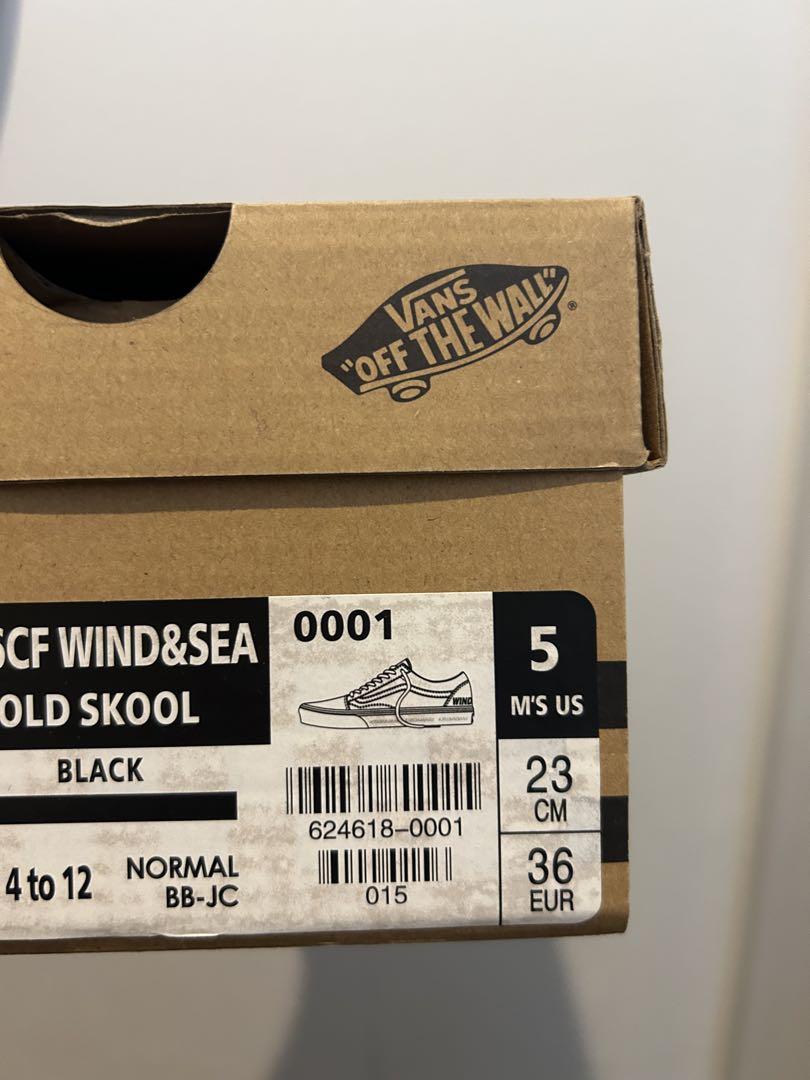 VANS
"OFF THE WALL"®
SCF WIND&SEA
OLD SKOOL
BLACK
4 to 12
NORMAL
BB-JC
0001
WIND
624618-0001
015
5
M'S US
23
CM
36
EUR